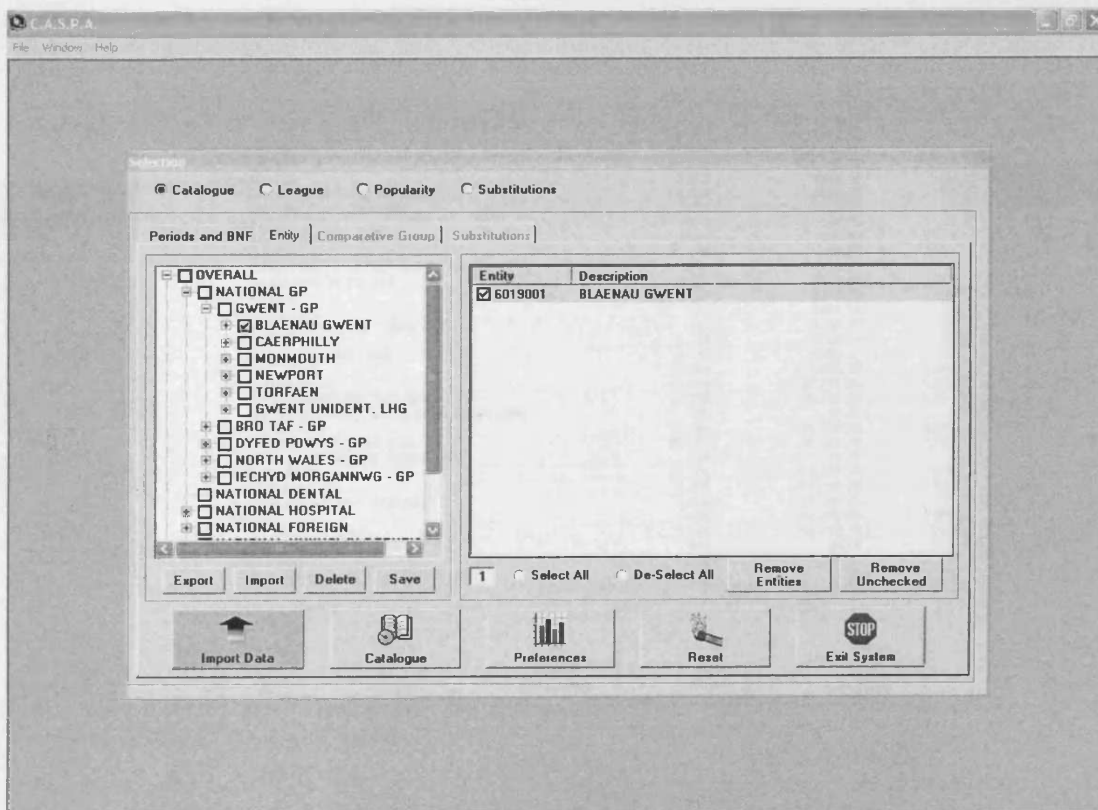 C.A.S.P.A.
File Window Help
Selection
Catalogue League Popularity Substitutions
Periods and BNF Entity Comparative Group Substitutions
OVERALL
NATIONAL GP
GWENT - GP
BLAENAU GWENT
CAERPHILLY
MONMOUTH
NEWPORT
TORFAEN
GWENT UNIDENT. LHG
BRO TAF - GP
DYFED POWYS - GP
NORTH WALES - GP
IECHYD MORGANNWG - GP
NATIONAL DENTAL
NATIONAL HOSPITAL
NATIONAL FOREIGN
Export Import Delete Save
Entity Description
6019001 BLAENAU GWENT
1 Select All De-Select All Remove Entities Remove Unchecked
Import Data Catalogue Preferences Reset STOP Exit System